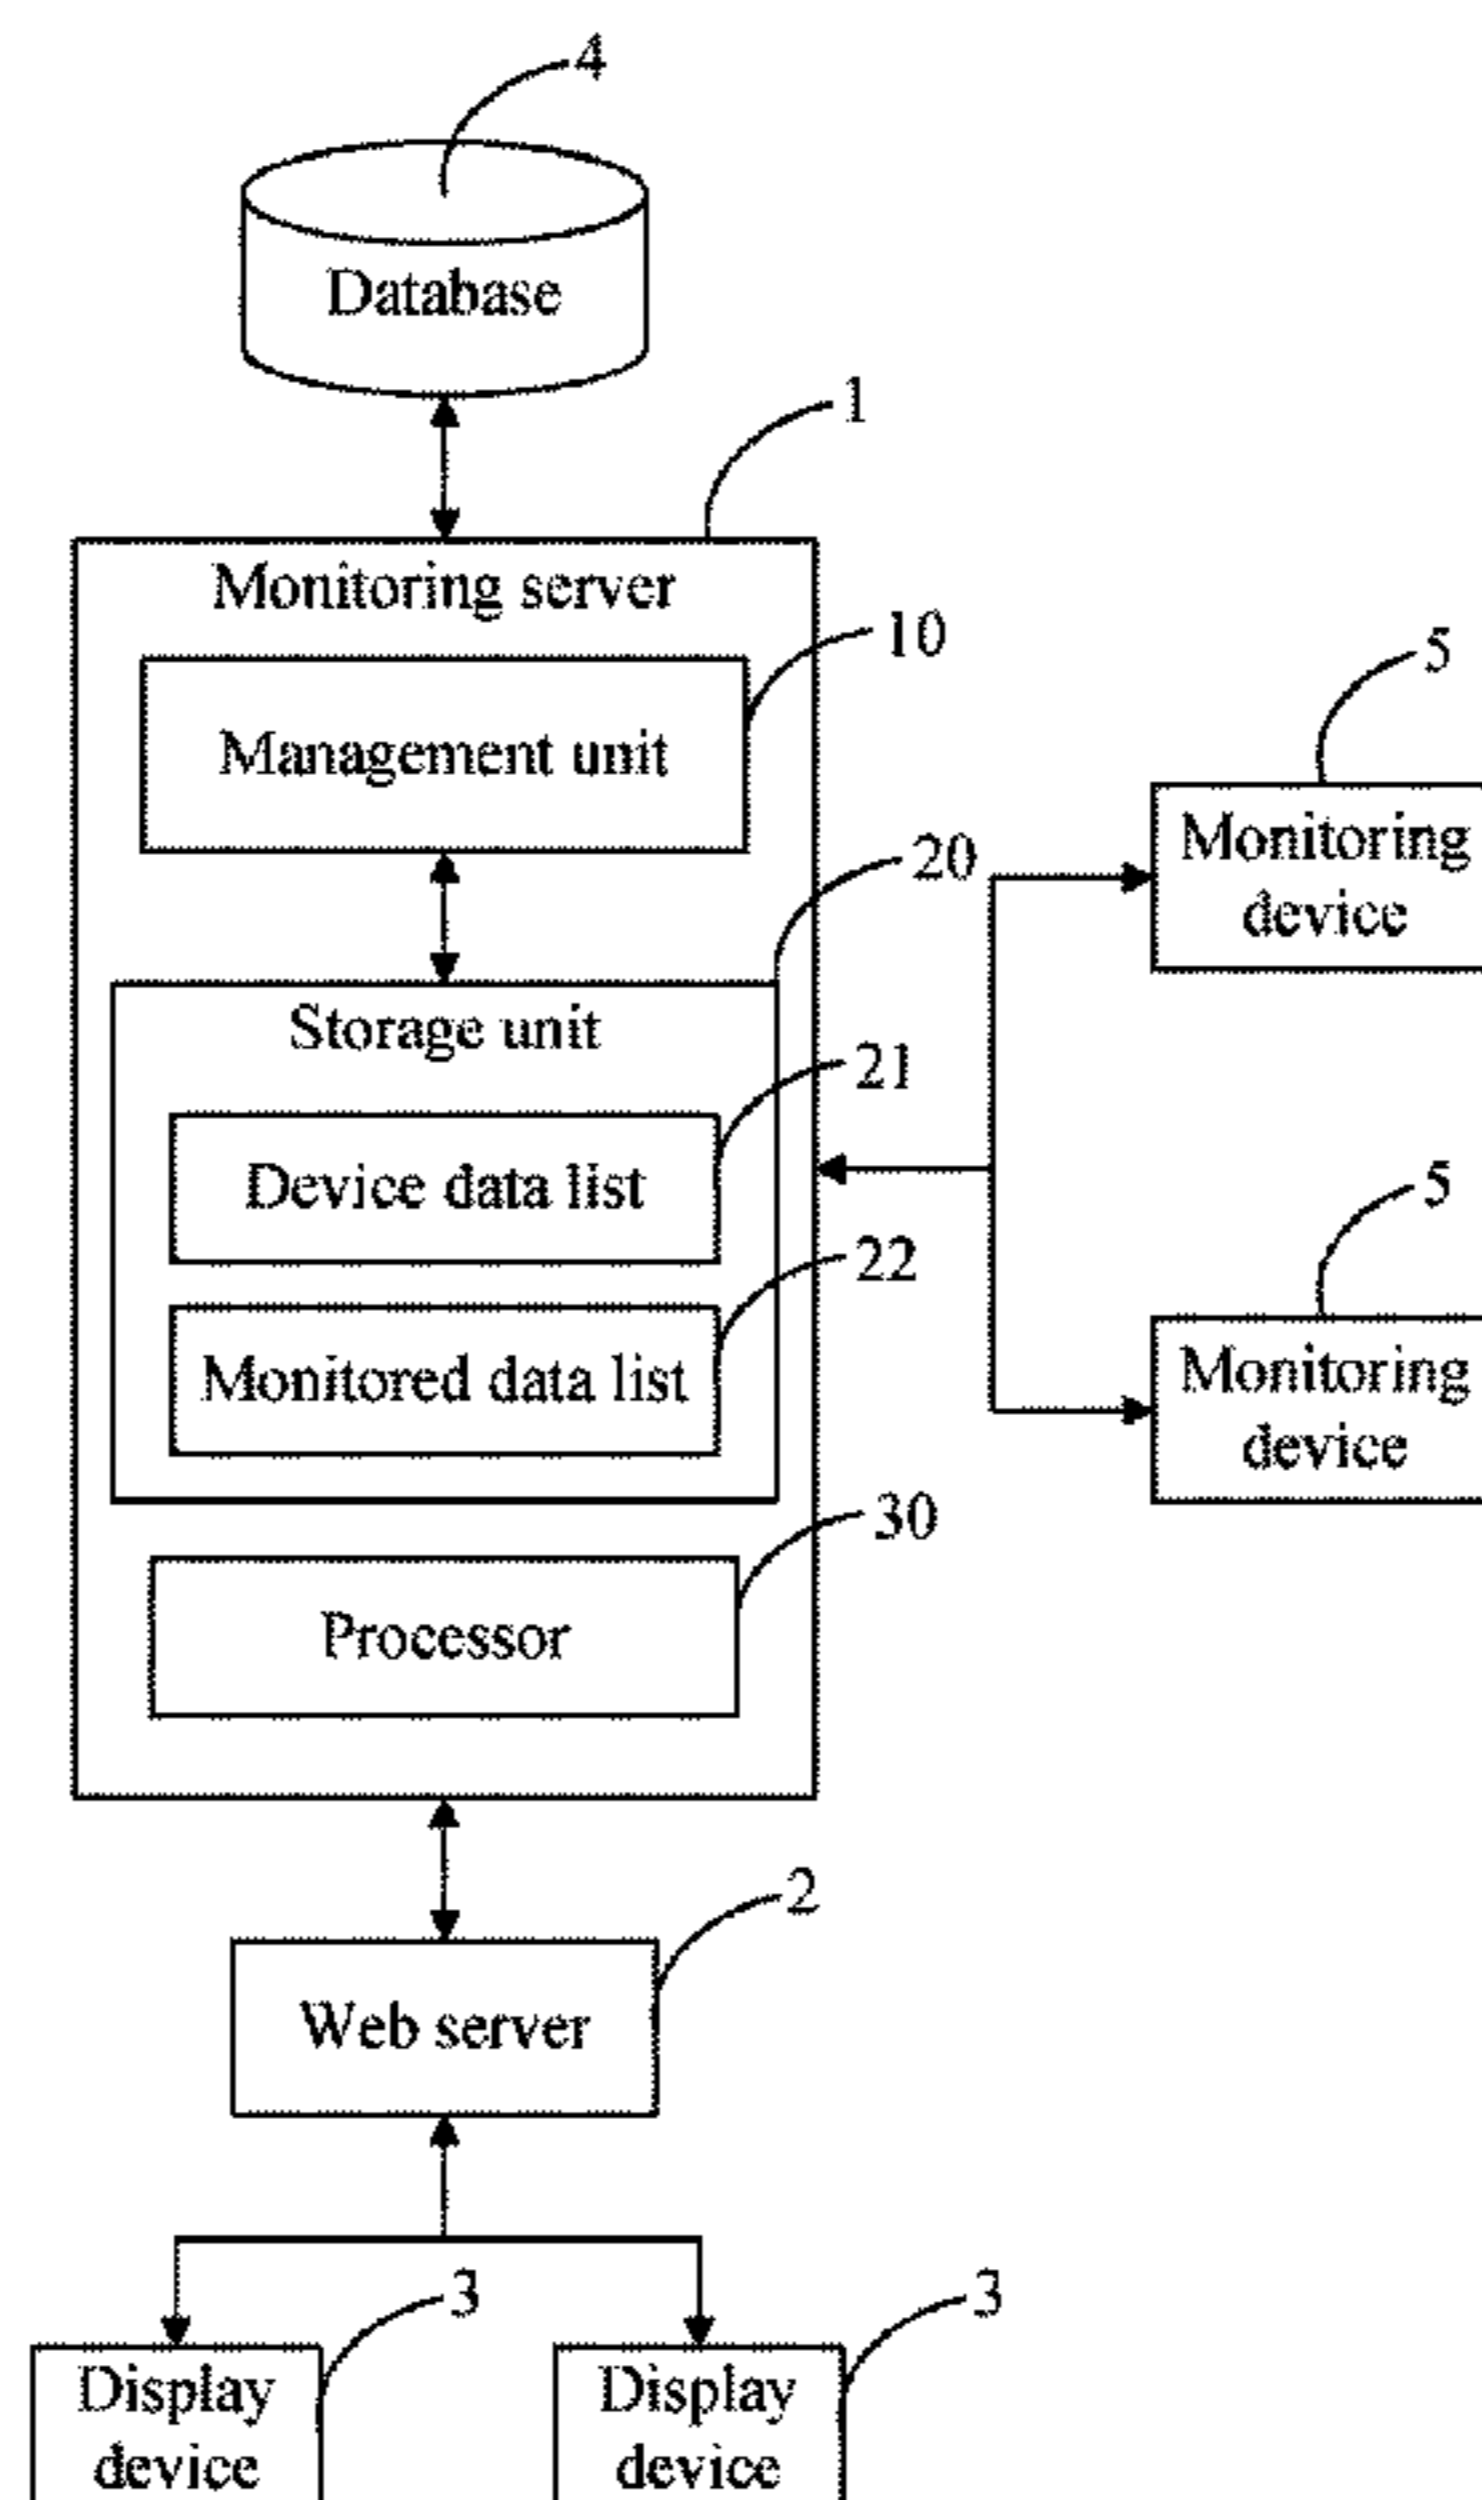 4
Database
1
Monitoring server
10
Management unit
5
Monitoring
device
20
Storage unit
21
Device data list
5
22
Monitored data list
Monitoring
device
30
Processor
2
Web server
3
3
Display
device
Display
device